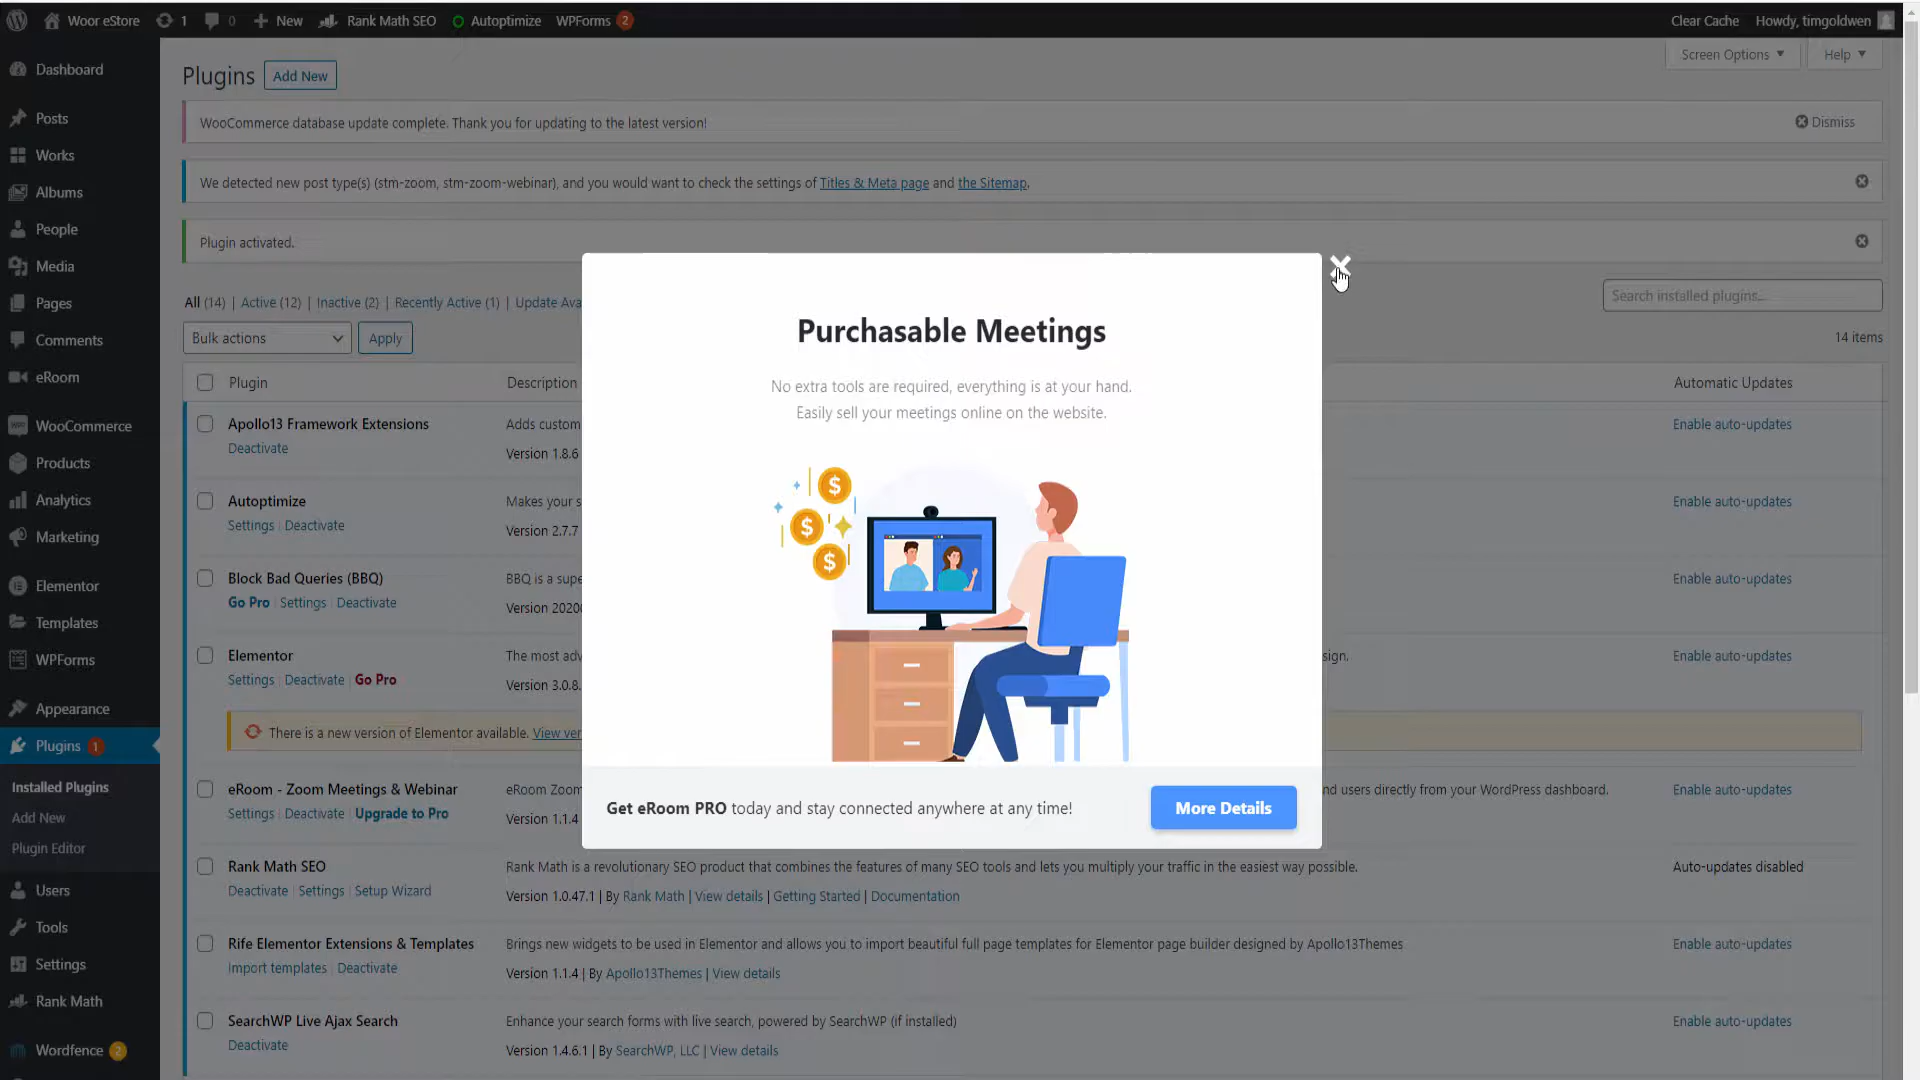 Woor eStore 1 0 New Rank Math SEO Autoptimize WPForms 2 Clear Cache Howdy, timgoldwen
Screen Options Help
Dashboard
Posts
Works
Albums
People
Media
Pages
Comments
eRoom
WooCommerce
Products
Analytics
Marketing
Elementor
Templates
WPForms
Appearance
Plugins 1
Installed Plugins
Add New
Plugin Editor
Users
Tools
Settings
Rank Math
Wordfence 2
Plugins Add New
WooCommerce database update complete. Thank you for updating to the latest version! Dismiss
We detected new post type(s) (stm-zoom, stm-zoom-webinar), and you would want to check the settings of Titles & Meta page and the Sitemap.
Plugin activated.
All (14) | Active (12) | Inactive (2) | Recently Active (1) | Update Ava
Search installed plugins...
Bulk actions Apply 14 items
Plugin Description Automatic Updates
Apollo13 Framework Extensions Adds custom Enable auto-updates
Deactivate Version 1.8.6
Autoptimize Makes your s Enable auto-updates
Settings | Deactivate Version 2.7.7
Block Bad Queries (BBQ) BBQ is a supe Enable auto-updates
Go Pro | Settings | Deactivate Version 2020
Elementor The most adv sign. Enable auto-updates
Settings | Deactivate | Go Pro Version 3.0.8.
There is a new version of Elementor available. View ver
eRoom - Zoom Meetings & Webinar eRoom Zoom nd users directly from your WordPress dashboard. Enable auto-updates
Settings | Deactivate | Upgrade to Pro Version 1.1.4
Rank Math SEO Rank Math is a revolutionary SEO product that combines the features of many SEO tools and lets you multiply your traffic in the easiest way possible. Auto-updates disabled
Deactivate | Settings | Setup Wizard Version 1.0.47.1 | By Rank Math | View details | Getting Started | Documentation
Rife Elementor Extensions & Templates Brings new widgets to be used in Elementor and allows you to import beautiful full page templates for Elementor page builder designed by Apollo13Themes Enable auto-updates
Import templates | Deactivate Version 1.1.4 | By Apollo13Themes | View details
SearchWP Live Ajax Search Enhance your search forms with live search, powered by SearchWP (if installed) Enable auto-updates
Deactivate Version 1.4.6.1 | By SearchWP, LLC | View details
Purchasable Meetings
No extra tools are required, everything is at your hand.
Easily sell your meetings online on the website.
$
$
$
Get eRoom PRO today and stay connected anywhere at any time! More Details